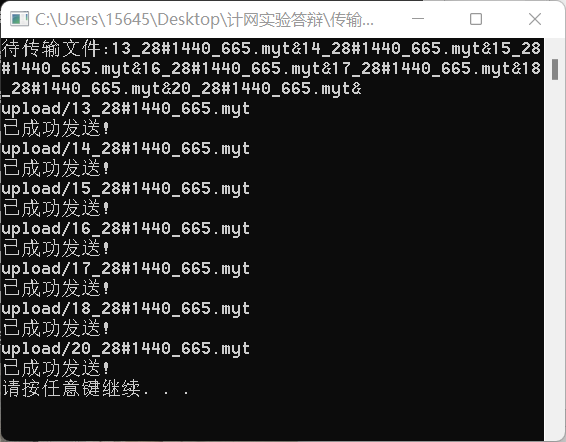 C:\Users\15645\Desktop\计网实验答辩\传输...
待传输文件:13_28#1440_665.myt&14_28#1440_665.myt&15_28
#1440_665.myt&16_28#1440_665.myt&17_28#1440_665.myt&18
_28#1440_665.myt&20_28#1440_665.myt&
upload/13_28#1440_665.myt
已成功发送!
upload/14_28#1440_665.myt
已成功发送!
upload/15_28#1440_665.myt
已成功发送!
upload/16_28#1440_665.myt
已成功发送!
upload/17_28#1440_665.myt
已成功发送!
upload/18_28#1440_665.myt
已成功发送!
upload/20_28#1440_665.myt
已成功发送!
请按任意键继续. . .